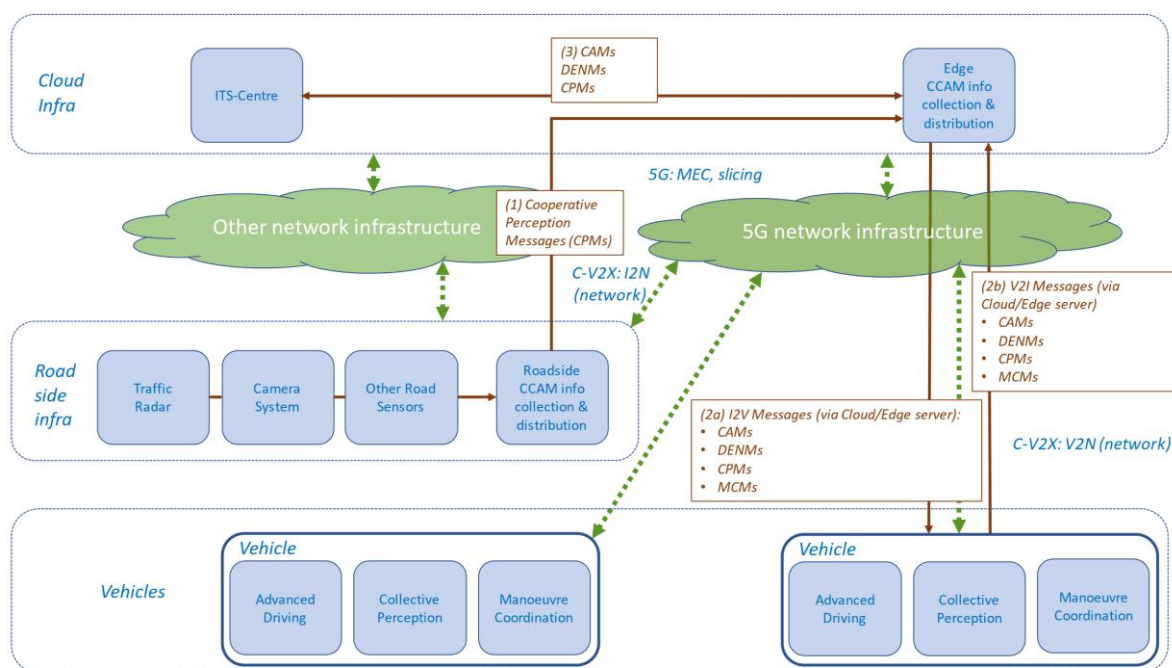 Cloud
Infra
ITS-Centre
(3) CAMs
DENMs
CPMs
Edge
CCAM info
collection &
distribution
5G: MEC, slicing
Other network infrastructure
(1) Cooperative
Perception
Messages (CPMs)
5G network infrastructure
C-V2X: I2N
(network)
(2b) V2I Messages (via
Cloud/Edge server)
• CAMs
• DENMs
• CPMs
• MCMs
Road
side
infra
Traffic
Radar
Camera
System
Other Road
Sensors
Roadside
CCAM info
collection &
distribution
(2a) I2V Messages (via Cloud/Edge server):
• CAMs
• DENMs
• CPMs
• MCMs
C-V2X: V2N (network)
Vehicles
Vehicle
Advanced
Driving
Collective
Perception
Manoeuvre
Coordination
Vehicle
Advanced
Driving
Collective
Perception
Manoeuvre
Coordination